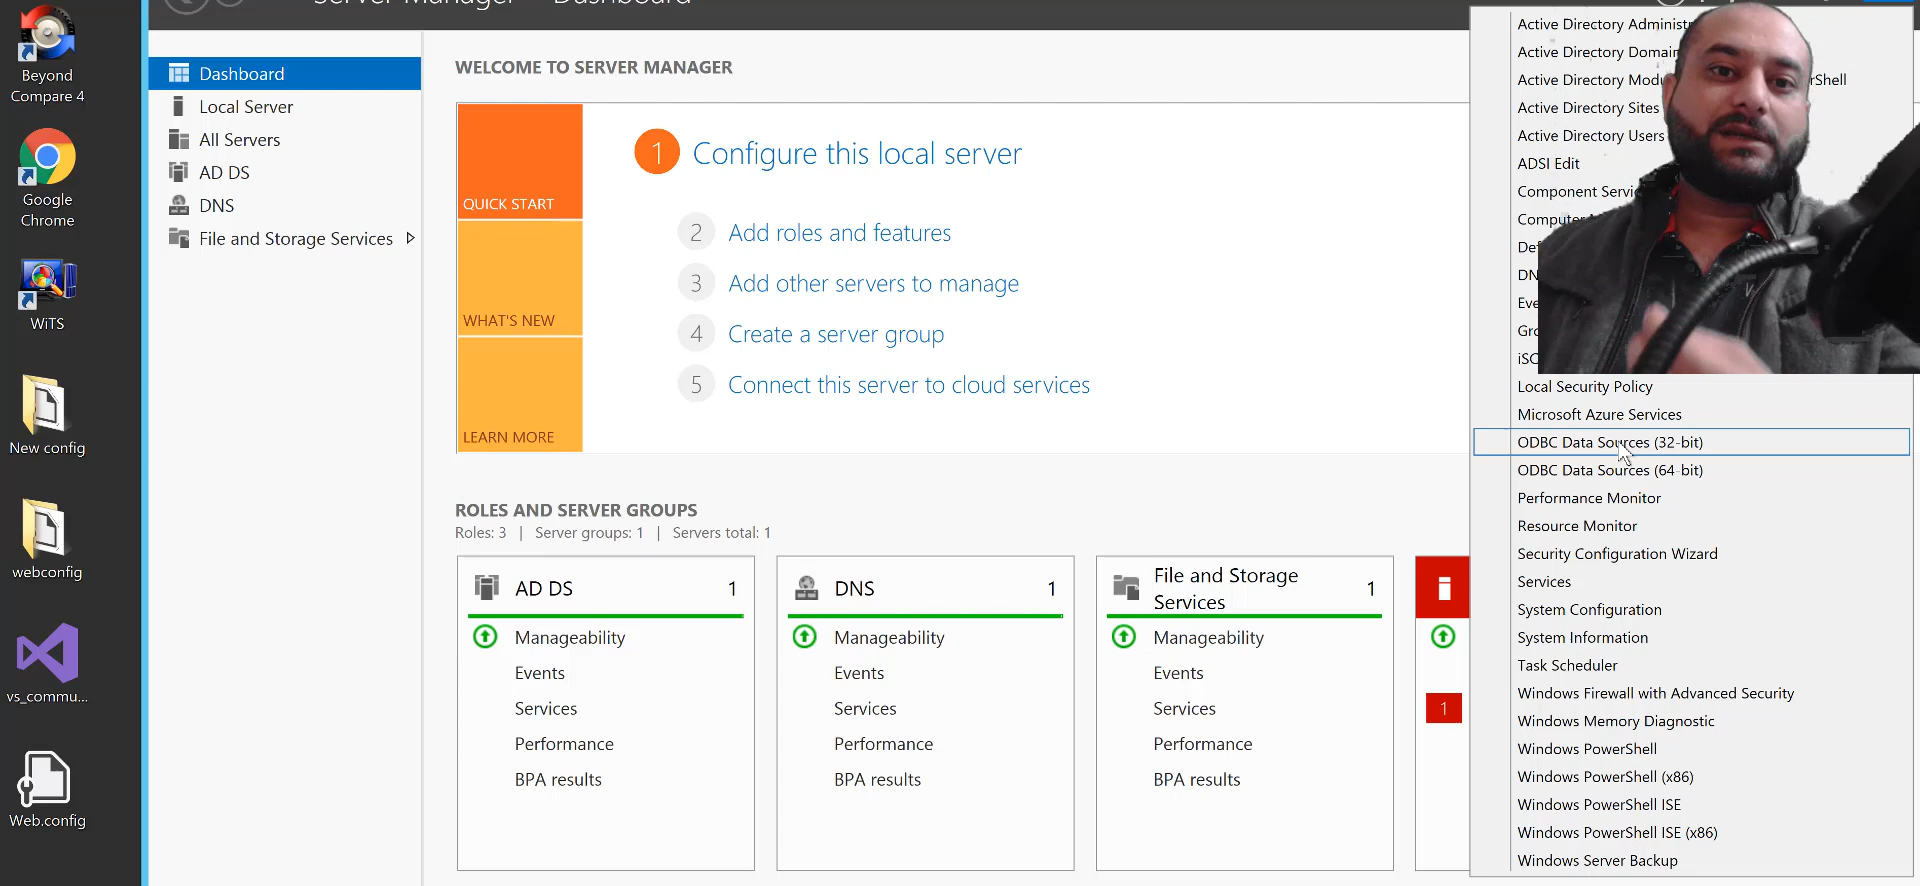 Server Manager Dashboard
Beyond
Compare 4
Google
Chrome
WiTS
New config
webconfig
vs_commu...
Web.config
Dashboard
Local Server
All Servers
AD DS
DNS
File and Storage Services
WELCOME TO SERVER MANAGER
QUICK START
WHAT'S NEW
LEARN MORE
1 Configure this local server
2 Add roles and features
3 Add other servers to manage
4 Create a server group
5 Connect this server to cloud services
ROLES AND SERVER GROUPS
Roles: 3 | Server groups: 1 | Servers total: 1
AD DS 1
Manageability
Events
Services
Performance
BPA results
DNS 1
Manageability
Events
Services
Performance
BPA results
File and Storage
Services 1
Manageability
Events
Services
Performance
BPA results
1
Active Directory
Active Directory
Active Directory
Active Directory Sites
Active Directory Users
ADSI Edit
Component
Computer
Local Security Policy
Microsoft Azure Services
ODBC Data Sources (32-bit)
ODBC Data Sources (64-bit)
Performance Monitor
Resource Monitor
Security Configuration Wizard
Services
System Configuration
System Information
Task Scheduler
Windows Firewall with Advanced Security
Windows Memory Diagnostic
Windows PowerShell
Windows PowerShell (x86)
Windows PowerShell ISE
Windows PowerShell ISE (x86)
Windows Server Backup